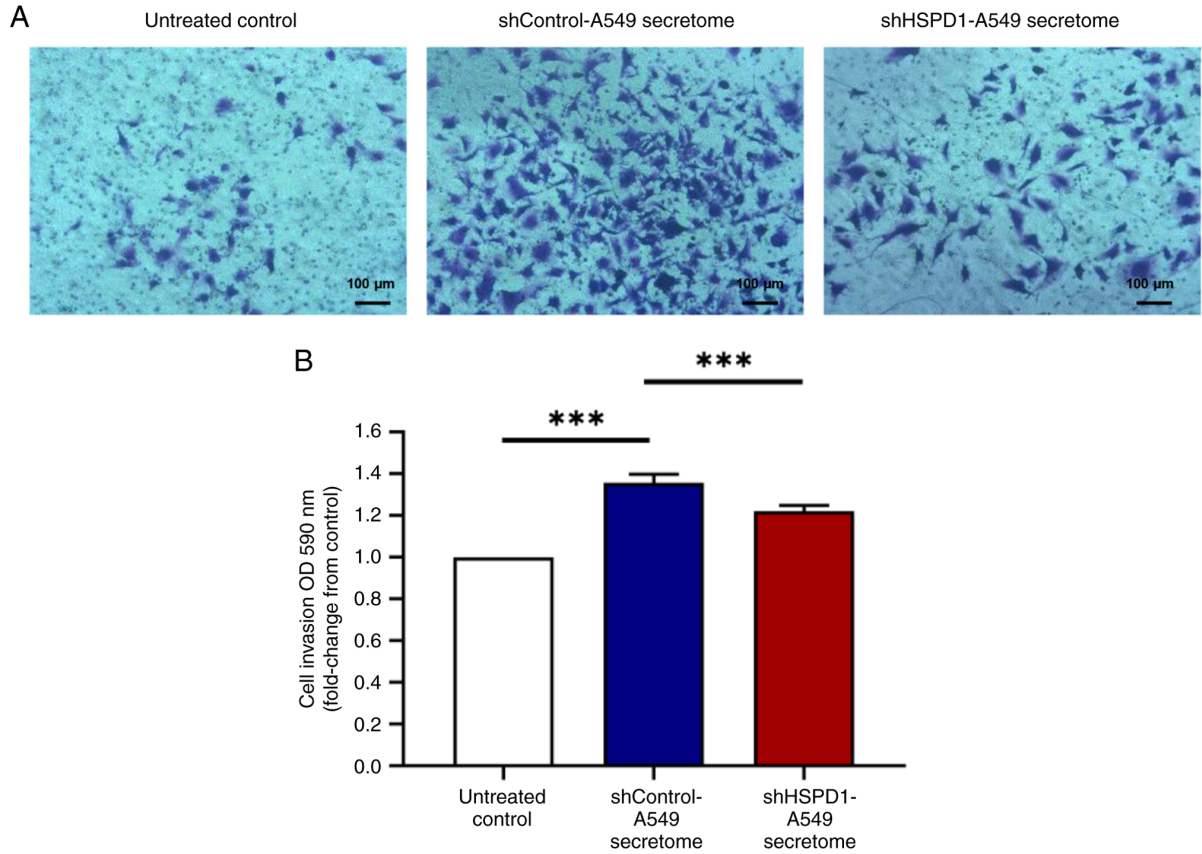 A
Untreated control
shControl-A549 secretome
shHSPD1-A549 secretome
100 µm
100 µm
100 µm
B
***
***
Cell invasion OD 590 nm
(fold-change from control)
1.6
1.4
1.2
1.0
0.8
0.6
0.4
0.2
0.0
Untreated
control
shControl-
A549
secretome
shHSPD1-
A549
secretome